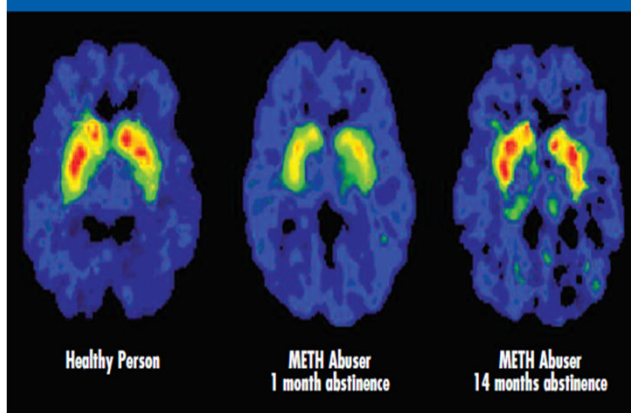 Healthy Person
METH Abuser
1 month abstinence
METH Abuser
14 months abstinence